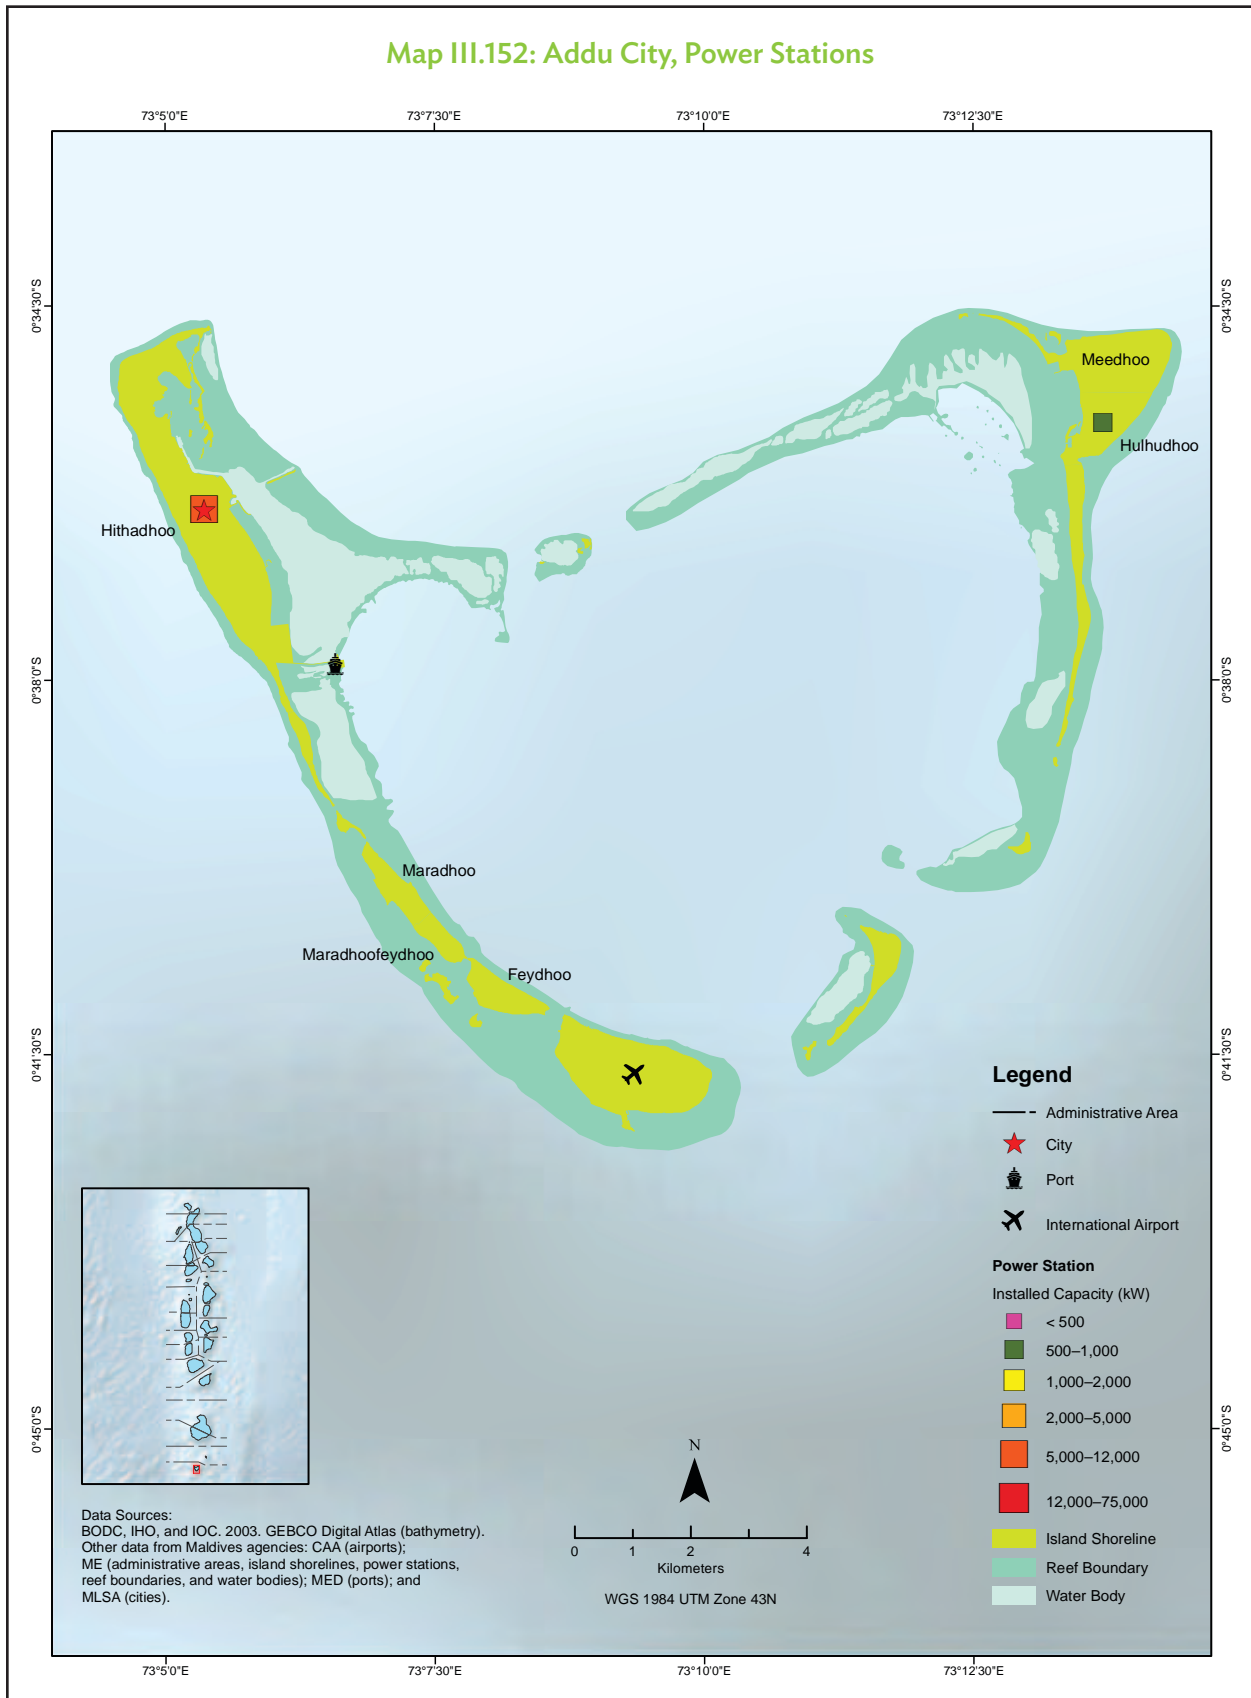 Map III.152: Addu City, Power Stations
73°5'0"E
73°7'30"E
73°10'0"E
73°12'30"E
0°34'30"S
0°34'30"S
Meedhoo
Hulhudhoo
Hithadhoo
0°38'0"S
0°38'0"S
Maradhoo
Maradhoofeydhoo
Feydhoo
0°41'30"S
0°41'30"S
Legend
Administrative Area
City
Port
International Airport
Power Station
Installed Capacity (kW)
< 500
500–1,000
1,000–2,000
2,000–5,000
5,000–12,000
12,000–75,000
Island Shoreline
Reef Boundary
Water Body
0°45'0"S
0°45'0"S
N
0 1 2 4
Kilometers
WGS 1984 UTM Zone 43N
Data Sources:
BODC, IHO, and IOC. 2003. GEBCO Digital Atlas (bathymetry).
Other data from Maldives agencies: CAA (airports);
ME (administrative areas, island shorelines, power stations,
reef boundaries, and water bodies); MED (ports); and
MLSA (cities).
73°5'0"E
73°7'30"E
73°10'0"E
73°12'30"E